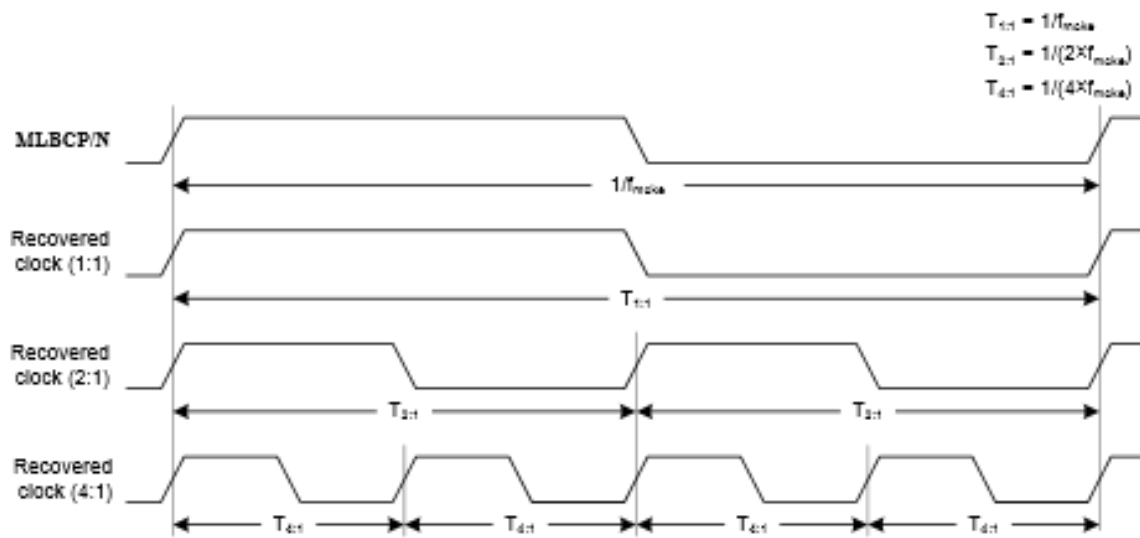 T1:1 = 1/fmcke
T2:1 = 1/(2×fmcke)
T4:1 = 1/(4×fmcke)
MLBCP/N
1/fmcke
Recovered
clock (1:1)
T1:1
Recovered
clock (2:1)
T2:1 T2:1
Recovered
clock (4:1)
T4:1 T4:1 T4:1 T4:1